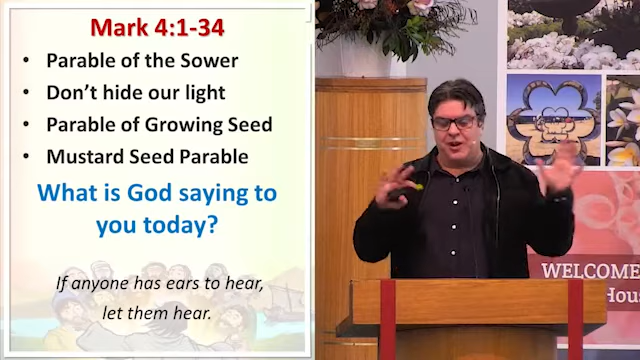 Mark 4:1-34
• Parable of the Sower
• Don't hide our light
• Parable of Growing Seed
• Mustard Seed Parable
What is God saying to
you today?
If anyone has ears to hear,
let them hear.
WELCOME